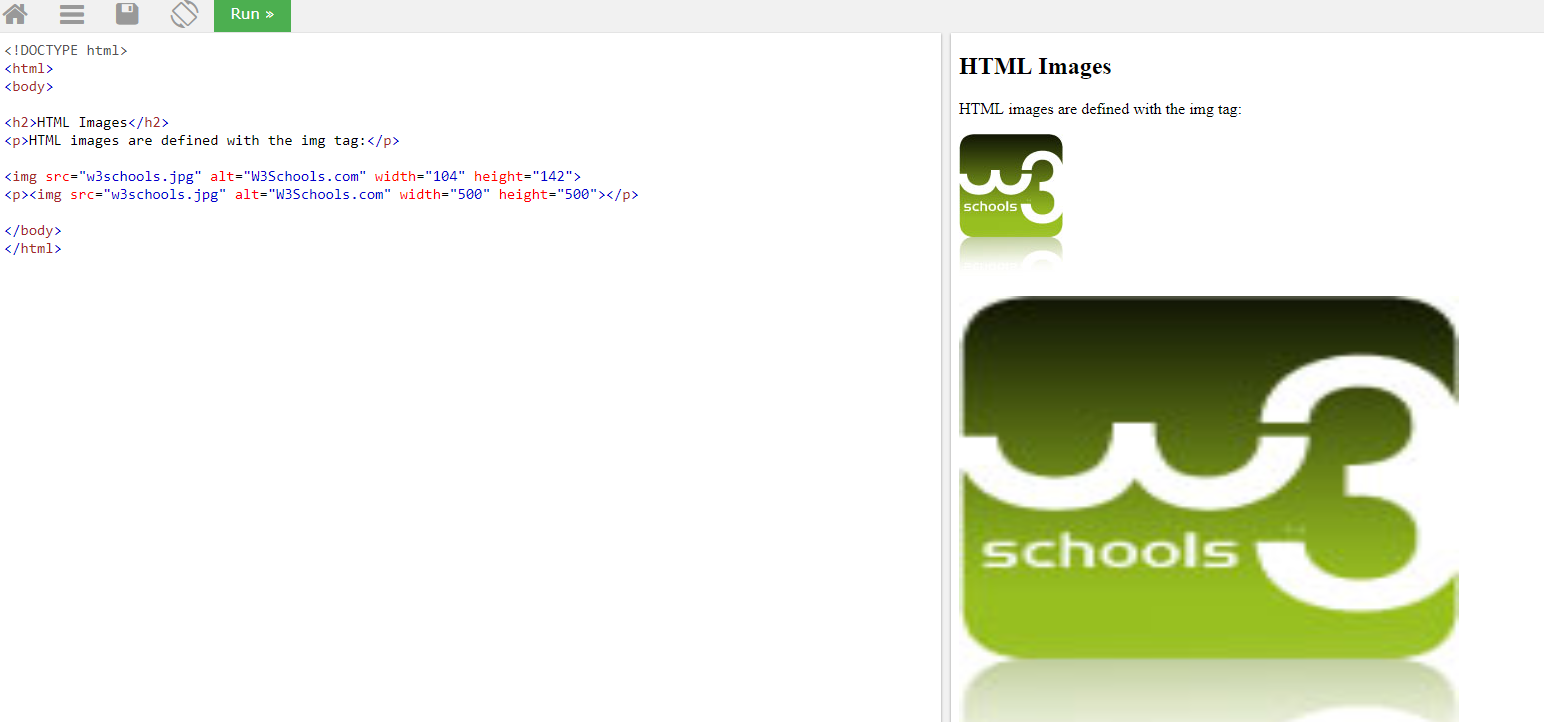 Run »
<!DOCTYPE html>
<html>
<body>
<h2>HTML Images</h2>
<p>HTML images are defined with the img tag:</p>
<img src="w3schools.jpg" alt="W3Schools.com" width="104" height="142">
<p><img src="w3schools.jpg" alt="W3Schools.com" width="500" height="500"></p>
</body>
</html>
HTML Images
HTML images are defined with the img tag:
w3
schools
w3
schools